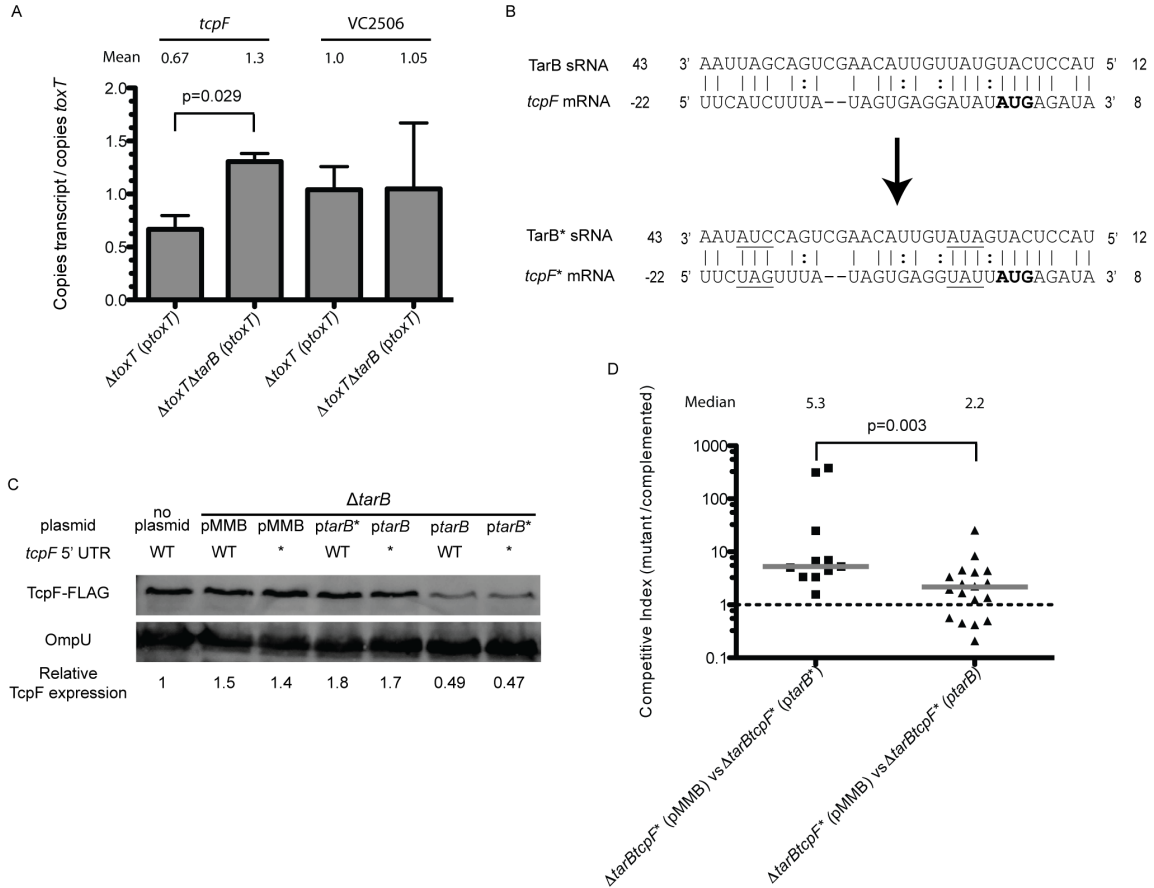 A
tcpF VC2506
Mean 0.67 1.3 1.0 1.05
p=0.029
Copies transcript / copies toxT
2.0
1.5
1.0
0.5
0.0
ΔtoxT (ptoxT)
ΔtoxTΔtarB (ptoxT)
ΔtoxT (ptoxT)
ΔtoxTΔtarB (ptoxT)
B
TarB sRNA 43 3' AAUUAGCAGUCGAACAUUGUUAUGUACUCCAU 5' 12
tcpF mRNA -22 5' UUCAUCUUUA--UAGUGAGGAUAUAUGAGAUA 3' 8
TarB* sRNA 43 3' AAUAUCCAGUCGAACAUUGUAUAGUACUCCAU 5' 12
tcpF* mRNA -22 5' UUCUAGUUUA--UAGUGAGGUAUUAUGAGAUA 3' 8
C
ΔtarB
plasmid no plasmid pMMB pMMB ptarB* ptarB ptarB ptarB*
tcpF 5' UTR WT WT * WT * WT *
TcpF-FLAG
OmpU
Relative TcpF expression 1 1.5 1.4 1.8 1.7 0.49 0.47
D
Median 5.3 2.2
p=0.003
Competitive Index (mutant /complemented)
1000
100
10
1
0.1
ΔtarBtcpF* (pMMB) vs ΔtarBtcpF* (ptarB*)
ΔtarBtcpF* (pMMB) vs ΔtarBtcpF* (ptarB)